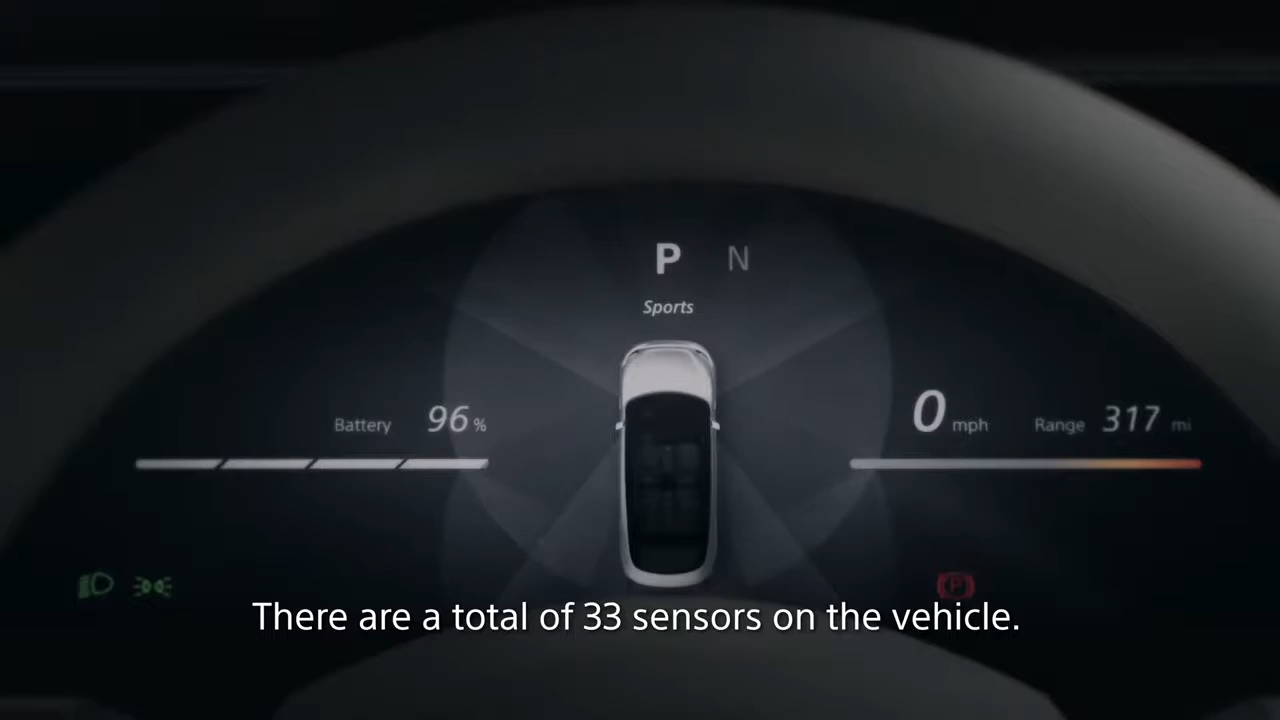 P N
Sports
Battery 96 %
0 mph Range 317 mi
P
There are a total of 33 sensors on the vehicle.